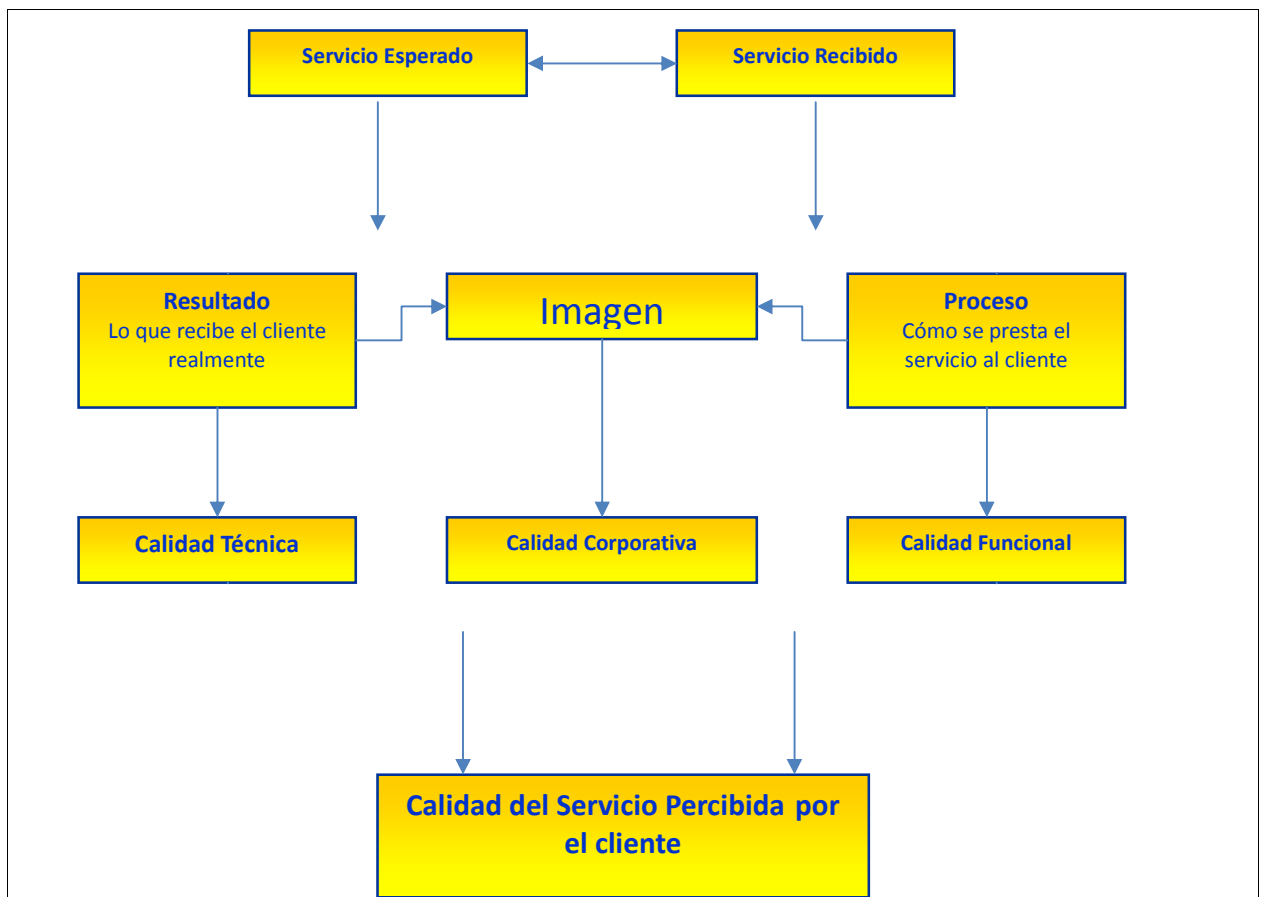 Servicio Esperado
Servicio Recibido
Resultado
Lo que recibe el cliente
realmente
Imagen
Proceso
Cómo se presta el
servicio al cliente
Calidad Técnica
Calidad Corporativa
Calidad Funcional
Calidad del Servicio Percibida por
el cliente